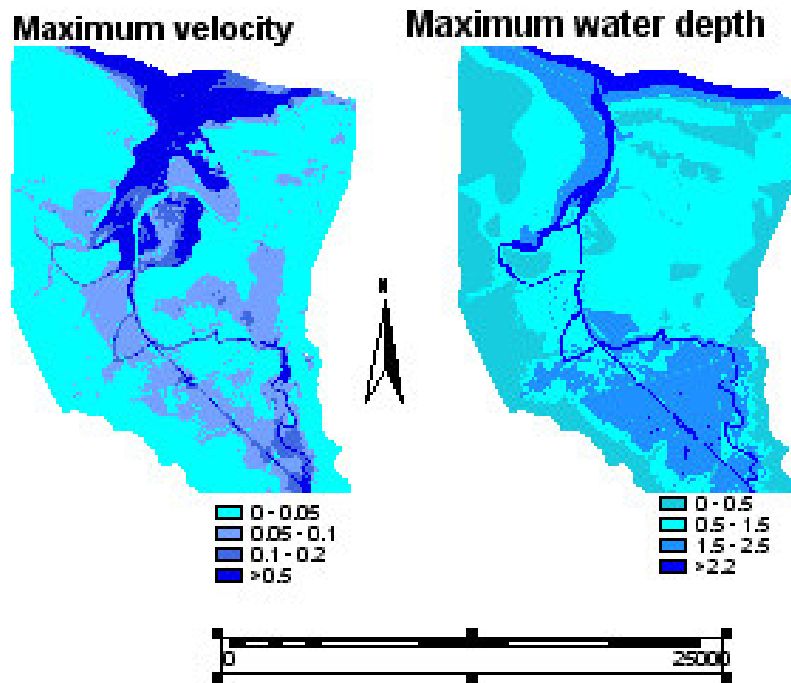 Maximum velocity
Maximum water depth
N
0 - 0.05
0.05 - 0.1
0.1 - 0.2
>0.5
0 - 0.5
0.5 - 1.5
1.5 - 2.5
>2.2
0 25000